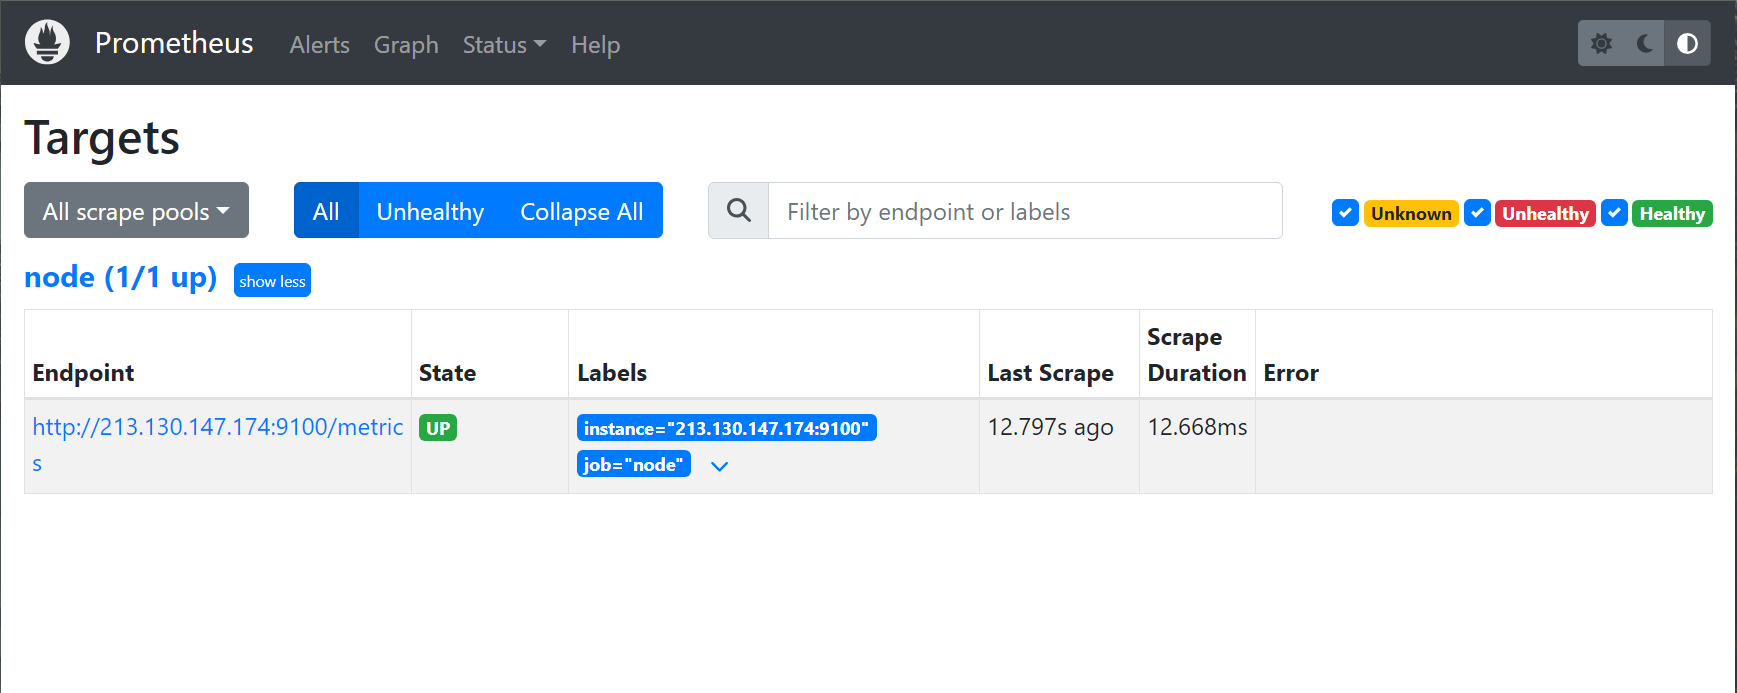 Prometheus Alerts Graph Status Help
Targets
All scrape pools All Unhealthy Collapse All Filter by endpoint or labels Unknown Unhealthy Healthy
node (1/1 up) show less
Endpoint State Labels Last Scrape Scrape Duration Error
http://213.130.147.174:9100/metric
s
UP
instance="213.130.147.174:9100"
job="node"
12.797s ago
12.668ms